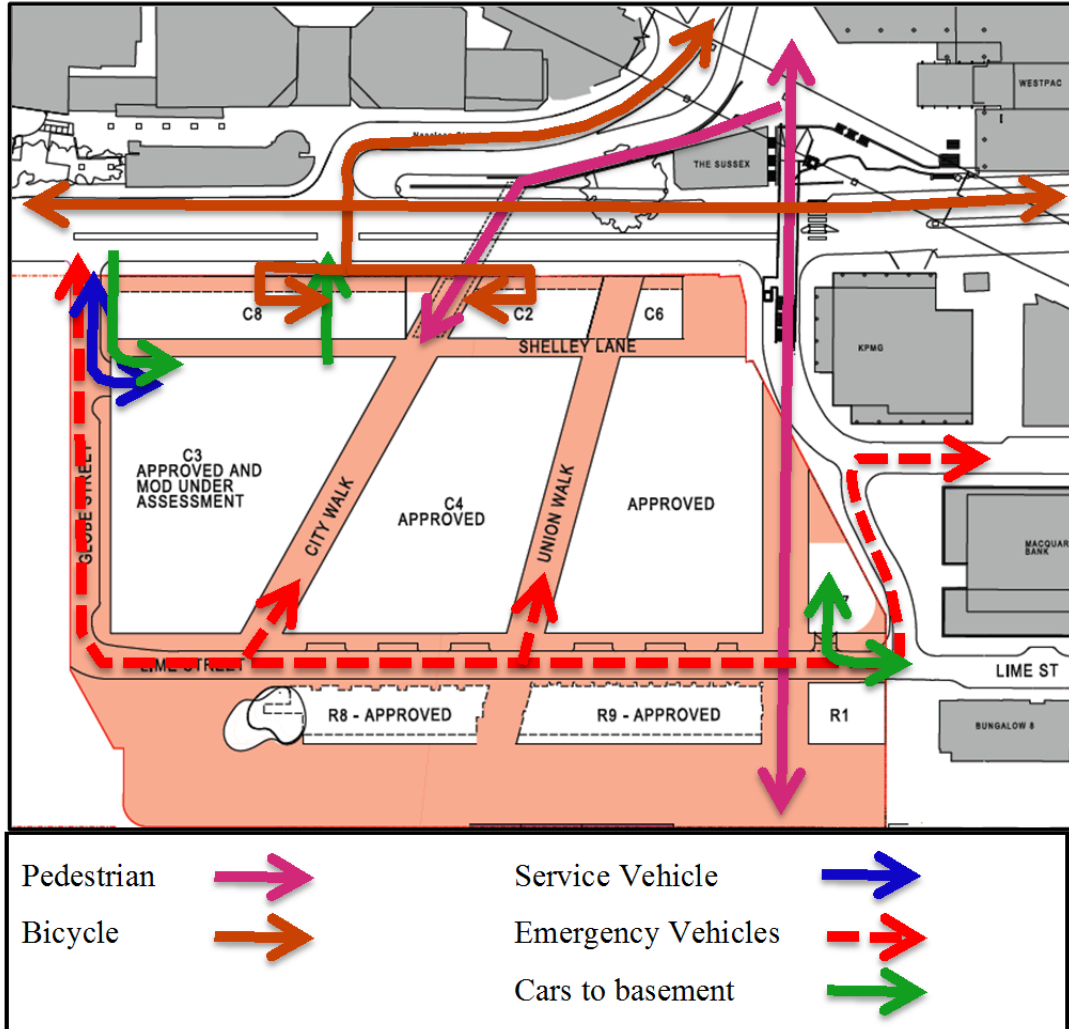 WESTPAC
THE SUSSEX
C8
C2
C6
SHELLEY LANE
KPMG
C3
APPROVED AND
MOD UNDER
ASSESSMENT
GLOBE STREET
CITY WALK
C4
APPROVED
UNION WALK
APPROVED
BANK
LIME STREET
LIME ST
R8 - APPROVED
R9 - APPROVED
R1
BUNGALOW 8
Pedestrian
Service Vehicle
Bicycle
Emergency Vehicles
Cars to basement